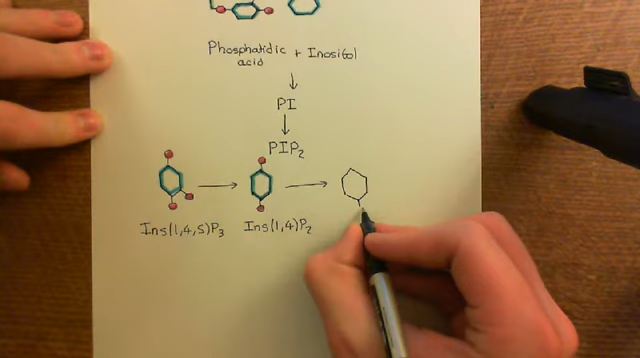 Phosphatidic + Inositol
acid
PI
PIP2
Ins(1,4,5)P3 Ins(1,4)P2